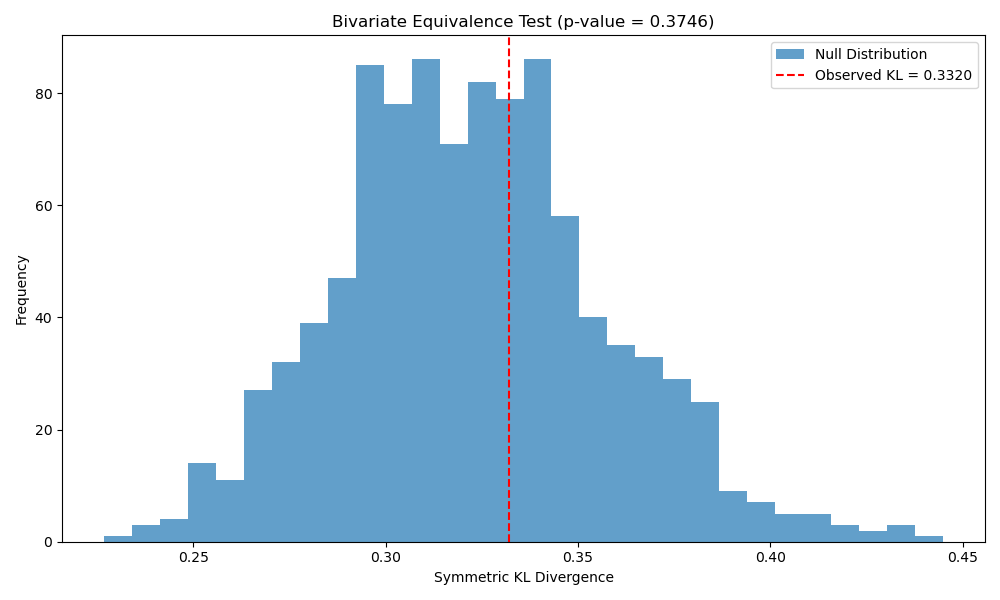 Bivariate Equivalence Test (p-value = 0.3746)
Null Distribution
Observed KL = 0.3320
Frequency
80
60
40
20
0
0.25 0.30 0.35 0.40 0.45
Symmetric KL Divergence